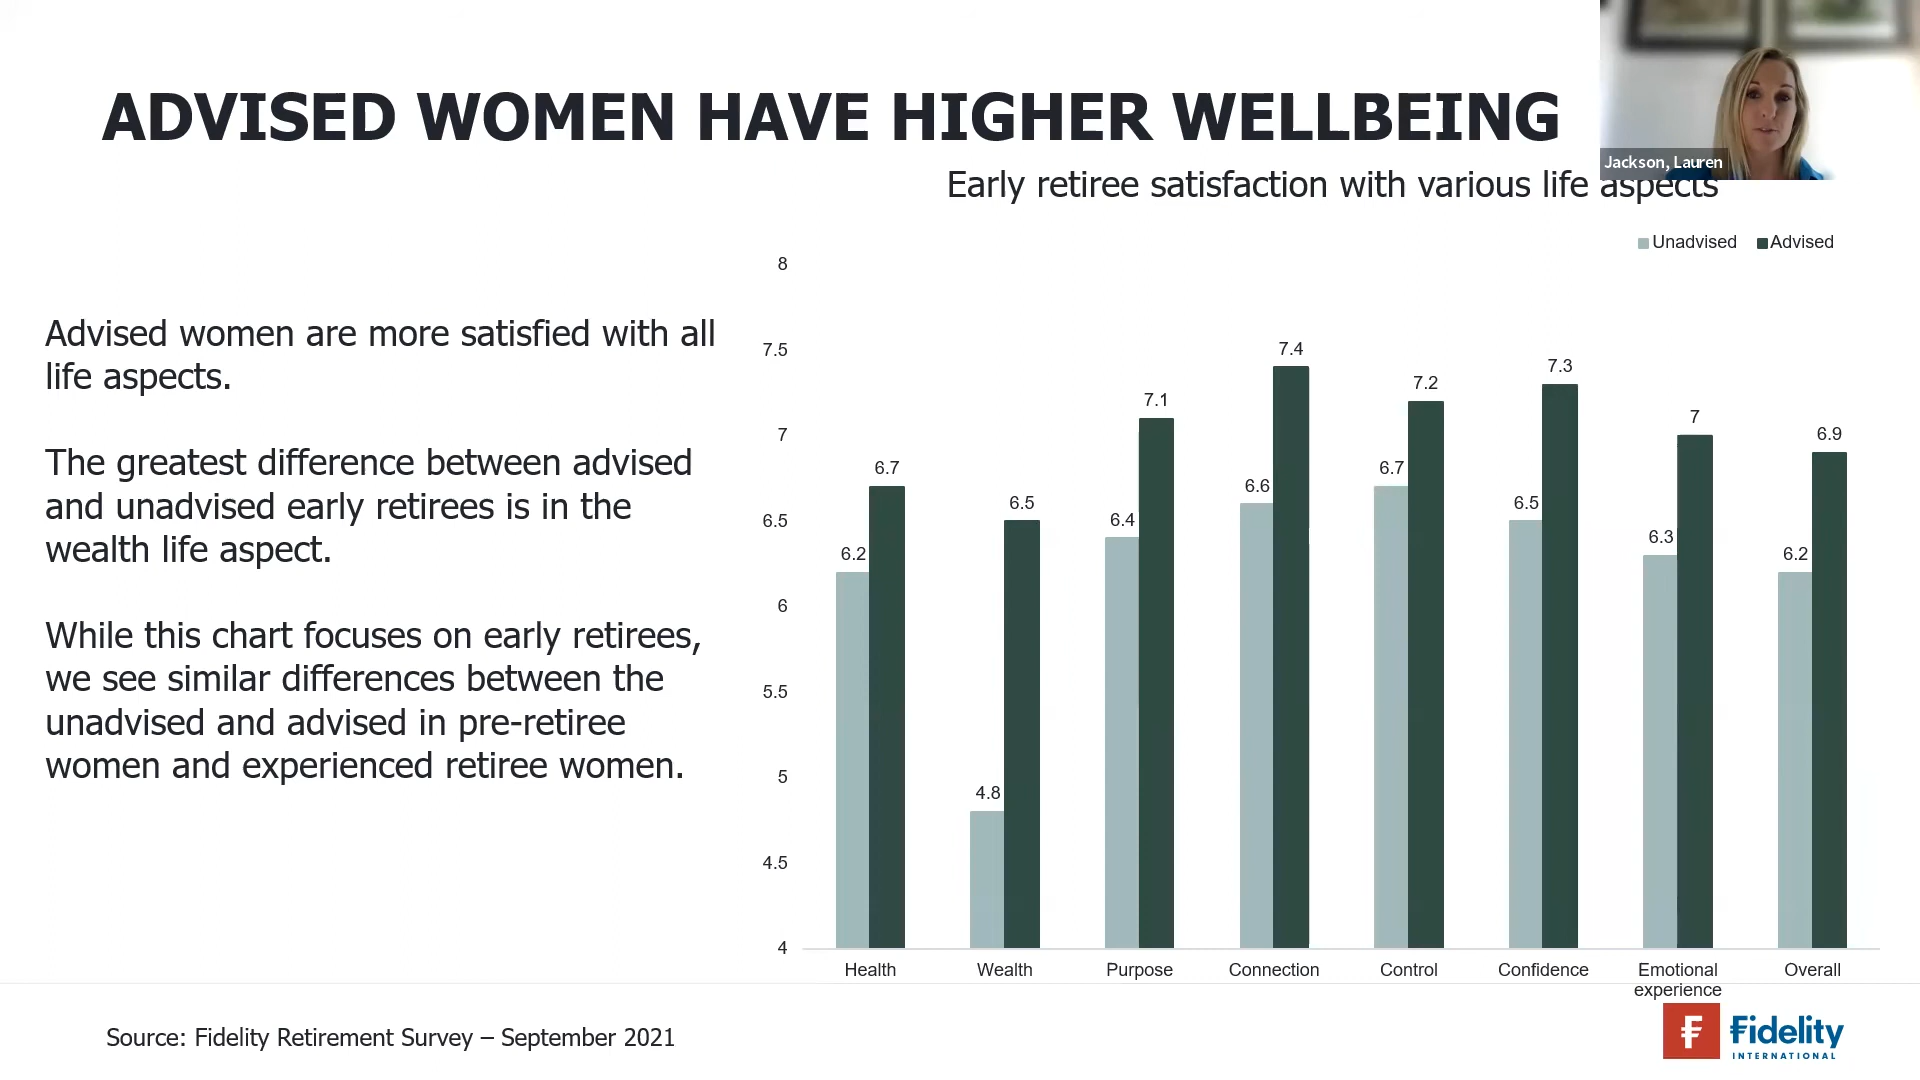 ADVISED WOMEN HAVE HIGHER WELLBEING
Jackson, Lauren
Early retiree satisfaction with various life aspects
Unadvised Advised
Advised women are more satisfied with all
life aspects.
The greatest difference between advised
and unadvised early retirees is in the
wealth life aspect.
While this chart focuses on early retirees,
we see similar differences between the
unadvised and advised in pre-retiree
women and experienced retiree women.
8
7.5
7
6.5
6
5.5
5
4.5
4
6.2 6.7
4.8 6.5
6.4 7.1
6.6 7.4
6.7 7.2
6.5 7.3
6.3 7
6.2 6.9
Health Wealth Purpose Connection Control Confidence Emotional Overall
experience
Source: Fidelity Retirement Survey – September 2021
F Fidelity
INTERNATIONAL